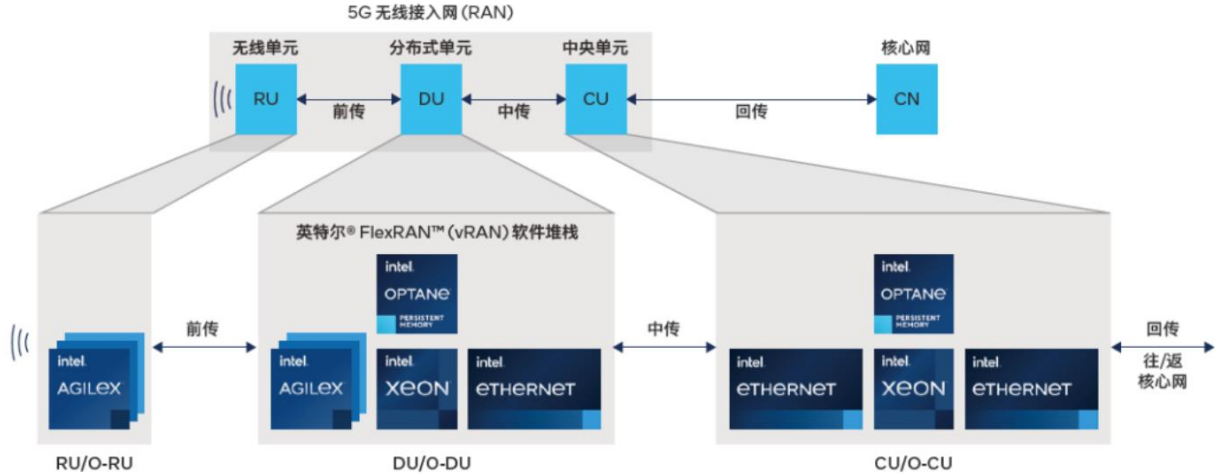 5G 无线接入网 (RAN)
无线单元
分布式单元
中央单元
核心网
RU
前传
DU
中传
CU
回传
CN
英特尔® FlexRAN™ (vRAN) 软件堆栈
intel.
OPTANe
PERSISTENT
MEMORY
intel.
OPTANe
PERSISTENT
MEMORY
前传
中传
回传
往/返
核心网
intel.
AGILeX
intel.
AGILeX
intel.
xeon
intel.
eTHeRNeT
intel.
eTHeRNeT
intel.
xeon
intel.
eTHeRNeT
RU/O-RU
DU/O-DU
CU/O-CU